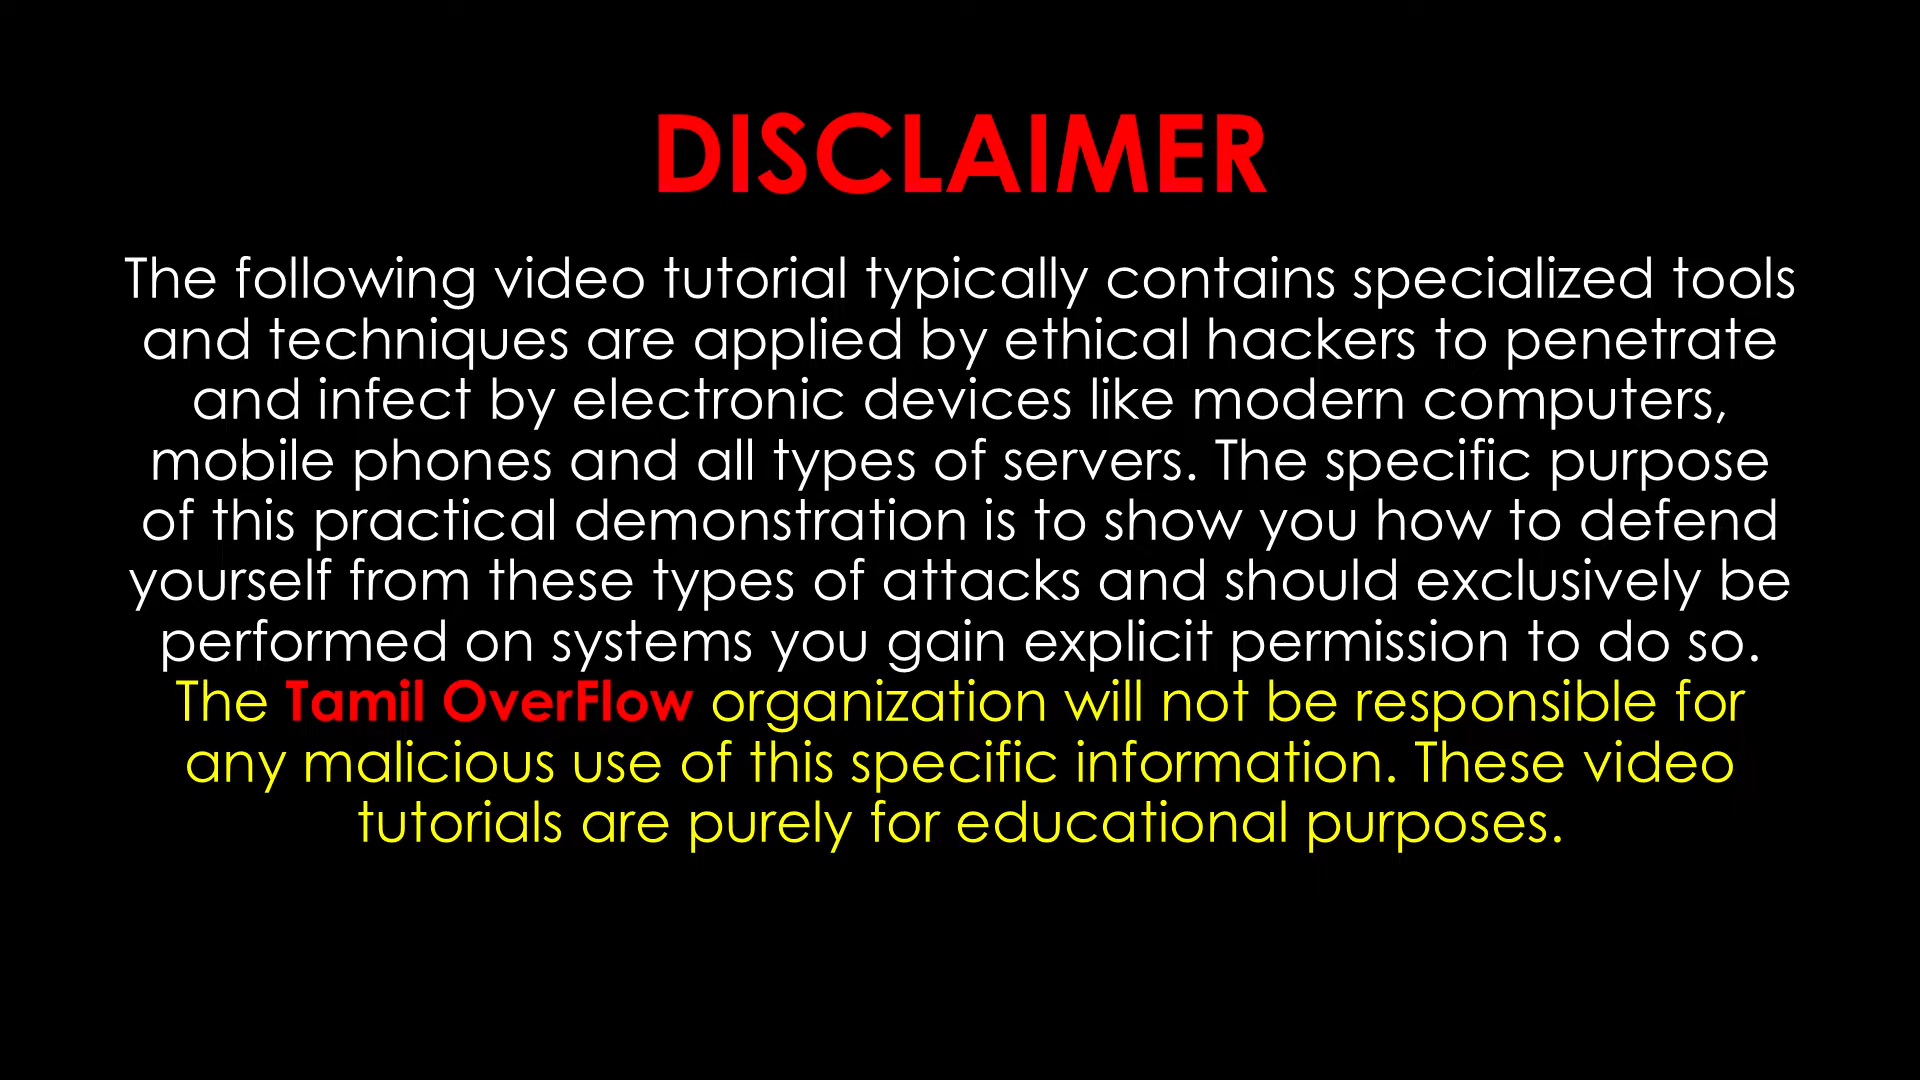 DISCLAIMER
The following video tutorial typically contains specialized tools
and techniques are applied by ethical hackers to penetrate
and infect by electronic devices like modern computers,
mobile phones and all types of servers. The specific purpose
of this practical demonstration is to show you how to defend
yourself from these types of attacks and should exclusively be
performed on systems you gain explicit permission to do so.
The Tamil OverFlow organization will not be responsible for
any malicious use of this specific information. These video
tutorials are purely for educational purposes.